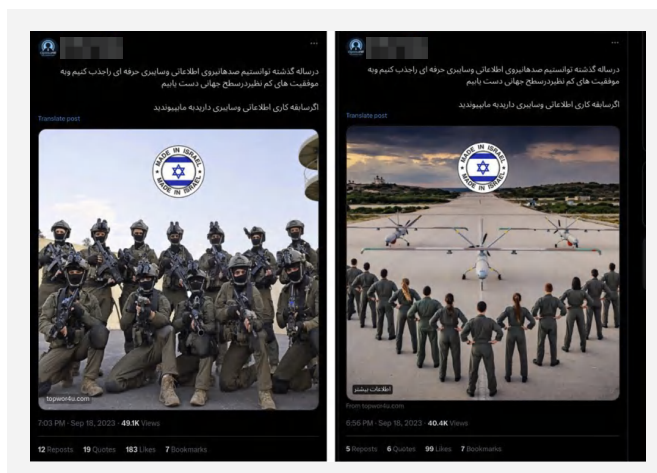 درساله گذشته توانستیم صدهانیروی اطلاعاتی وسایبری حرفه ای راجذب کنیم وبه
موفقیت های کم نظیردرسطح جهانی دست یابیم
اگرسابقه کاری اطلاعاتی وسایبری داریدبه مابپیوندید
Translate post
MADE IN ISRAEL
MADE IN ISRAEL
topwor4u.com
7:03 PM · Sep 18, 2023 · 49.1K Views
12 Reposts 19 Quotes 183 Likes 7 Bookmarks
درساله گذشته توانستیم صدهانیروی اطلاعاتی وسایبری حرفه ای راجذب کنیم وبه
موفقیت های کم نظیردرسطح جهانی دست یابیم
اگرسابقه کاری اطلاعاتی وسایبری داریدبه مابپیوندید
Translate post
MADE IN ISRAEL
MADE IN ISRAEL
اطلاعات بیشتر
From topwor4u.com
6:56 PM · Sep 18, 2023 · 40.4K Views
5 Reposts 6 Quotes 99 Likes 7 Bookmarks